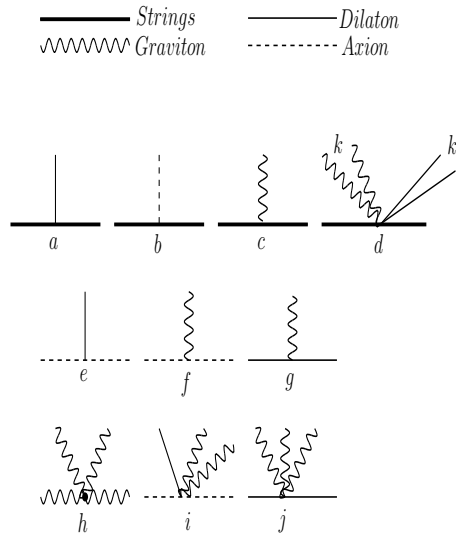 Strings Dilaton
Graviton Axion
k k
a b c d
e f g
h i j